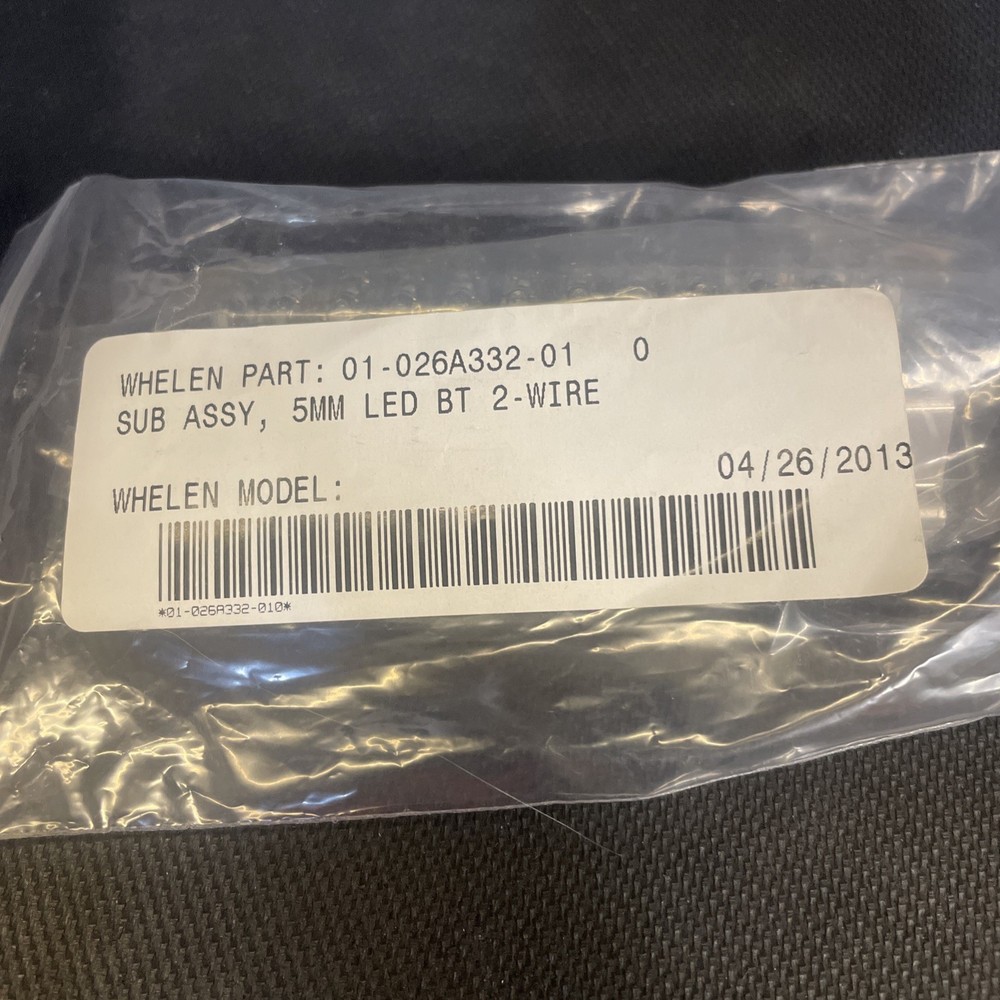 WHELEN PART: 01-026A332-01 0
SUB ASSY, 5MM LED BT 2-WIRE
04/26/2013
WHELEN MODEL:
*01-026A332-010*